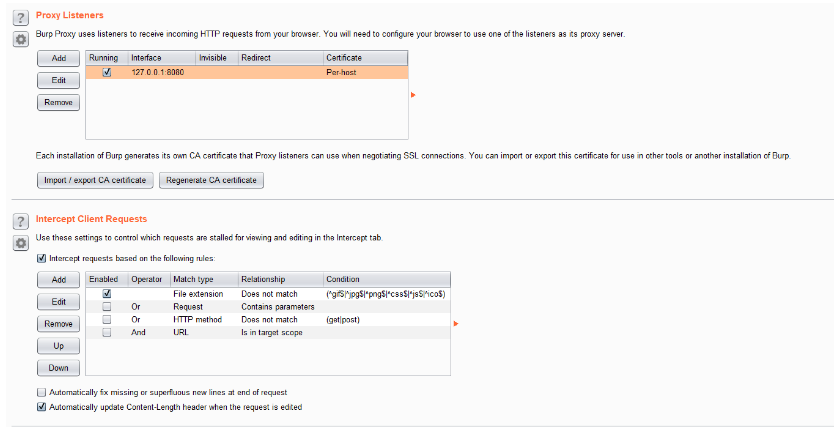 ?
Proxy Listeners
Burp Proxy uses listeners to receive incoming HTTP requests from your browser. You will need to configure your browser to use one of the listeners as its proxy server.
Add
Running Interface Invisible Redirect Certificate
127.0.0.1:8080 Per-host
Edit
Remove
Each installation of Burp generates its own CA certificate that Proxy listeners can use when negotiating SSL connections. You can import or export this certificate for use in other tools or another installation of Burp.
Import / export CA certificate Regenerate CA certificate
?
Intercept Client Requests
Use these settings to control which requests are stalled for viewing and editing in the Intercept tab.
Intercept requests based on the following rules:
Add
Enabled Operator Match type Relationship Condition
File extension Does not match (^gif$|^jpg$|^png$|^css$|^js$|^ico$)
Edit
Or Request Contains parameters
Remove
Or HTTP method Does not match (get|post)
And URL Is in target scope
Up
Down
Automatically fix missing or superfluous new lines at end of request
Automatically update Content-Length header when the request is edited